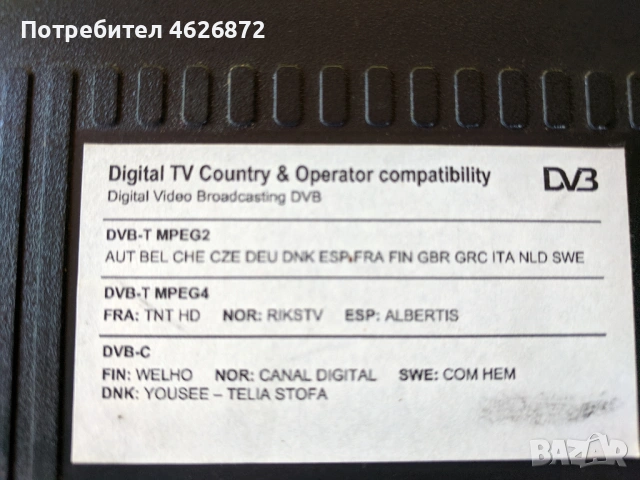 Потребител 4626872
Digital TV Country & Operator compatibility
DVB
Digital Video Broadcasting DVB
DVB-T MPEG2
AUT BEL CHE CZE DEU DNK ESP FRA FIN GBR GRC ITA NLD SWE
DVB-T MPEG4
FRA: TNT HD NOR: RIKSTV ESP: ALBERTIS
DVB-C
FIN: WELHO NOR: CANAL DIGITAL SWE: COM HEM
DNK: YOUSEE – TELIA STOFA
BAZAR